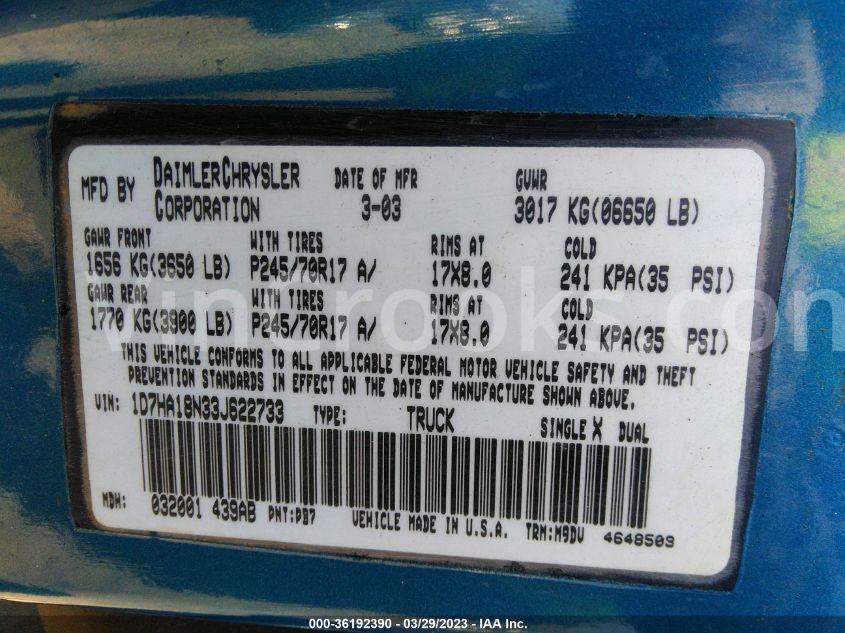 MFD BY DAIMLERCHRYSLER CORPORATION DATE OF MFR 3-03 GVWR 3017 KG(06650 LB)
GAWR FRONT WITH TIRES RIMS AT COLD
1656 KG(3650 LB) P245/70R17 A/ 17X8.0 241 KPA(35 PSI)
GAWR REAR WITH TIRES RIMS AT COLD
1770 KG(3900 LB) P245/70R17 A/ 17X8.0 241 KPA(35 PSI)
THIS VEHICLE CONFORMS TO ALL APPLICABLE FEDERAL MOTOR VEHICLE SAFETY AND THEFT
PREVENTION STANDARDS IN EFFECT ON THE DATE OF MANUFACTURE SHOWN ABOVE.
VIN: 1D7HA18N33J622733 TYPE: TRUCK SINGLE X DUAL
MDH: 032001 439AB PNT:PB7 VEHICLE MADE IN U.S.A. TRM:M9DV 4648503
VinCrooks.com
000-36192390 - 03/29/2023 - IAA Inc.